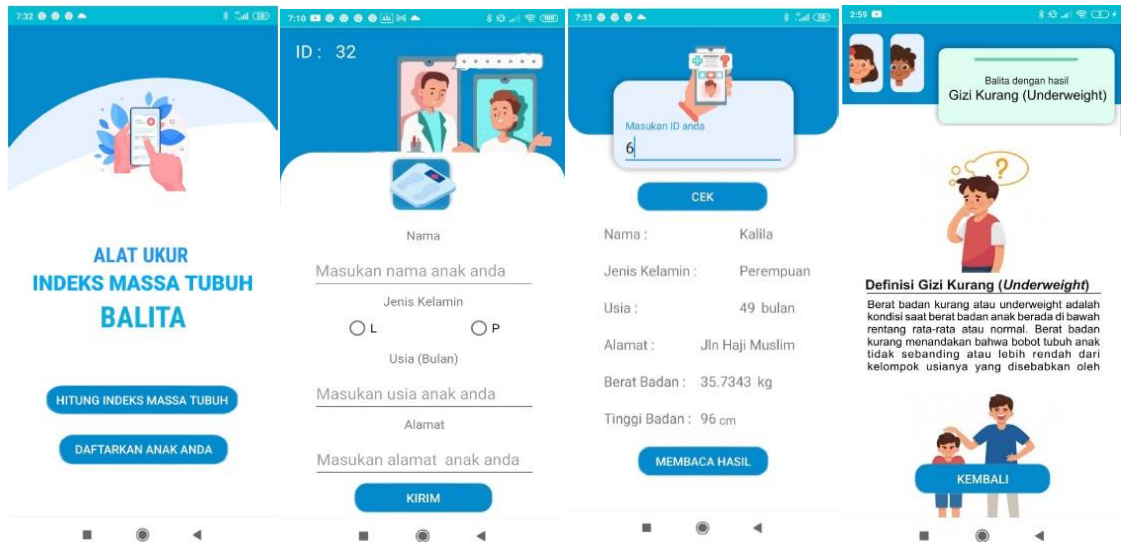 7:32
58
ALAT UKUR
INDEKS MASSA TUBUH
BALITA
HITUNG INDEKS MASSA TUBUH
DAFTARKAN ANAK ANDA
7:10
100
ID : 32
Nama
Masukan nama anak anda
Jenis Kelamin
L
P
Usia (Bulan)
Masukan usia anak anda
Alamat
Masukan alamat anak anda
KIRIM
7:33
58
Masukan ID anda
6
CEK
Nama : Kalila
Jenis Kelamin : Perempuan
Usia : 49 bulan
Alamat : Jln Haji Muslim
Berat Badan : 35.7343 kg
Tinggi Badan : 96 cm
MEMBACA HASIL
2:59
Balita dengan hasil
Gizi Kurang (Underweight)
?
Definisi Gizi Kurang (Underweight)
Berat badan kurang atau underweight adalah
kondisi saat berat badan anak berada di bawah
rentang rata-rata atau normal. Berat badan
kurang menandakan bahwa bobot tubuh anak
tidak sebanding atau lebih rendah dari
kelompok usianya yang disebabkan oleh
KEMBALI